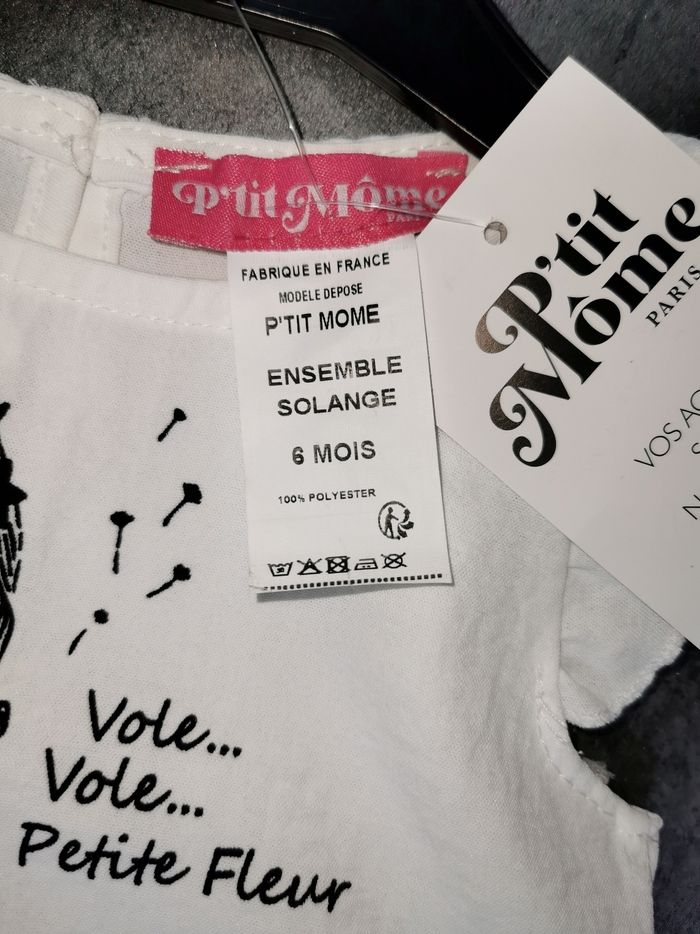 P'tit Môme
PARIS
FABRIQUE EN FRANCE
MODELE DEPOSE
P'TIT MOME
ENSEMBLE
SOLANGE
6 MOIS
100% POLYESTER
P'tit
Môme
PARIS
VOS
Vole...
Vole...
Petite Fleur